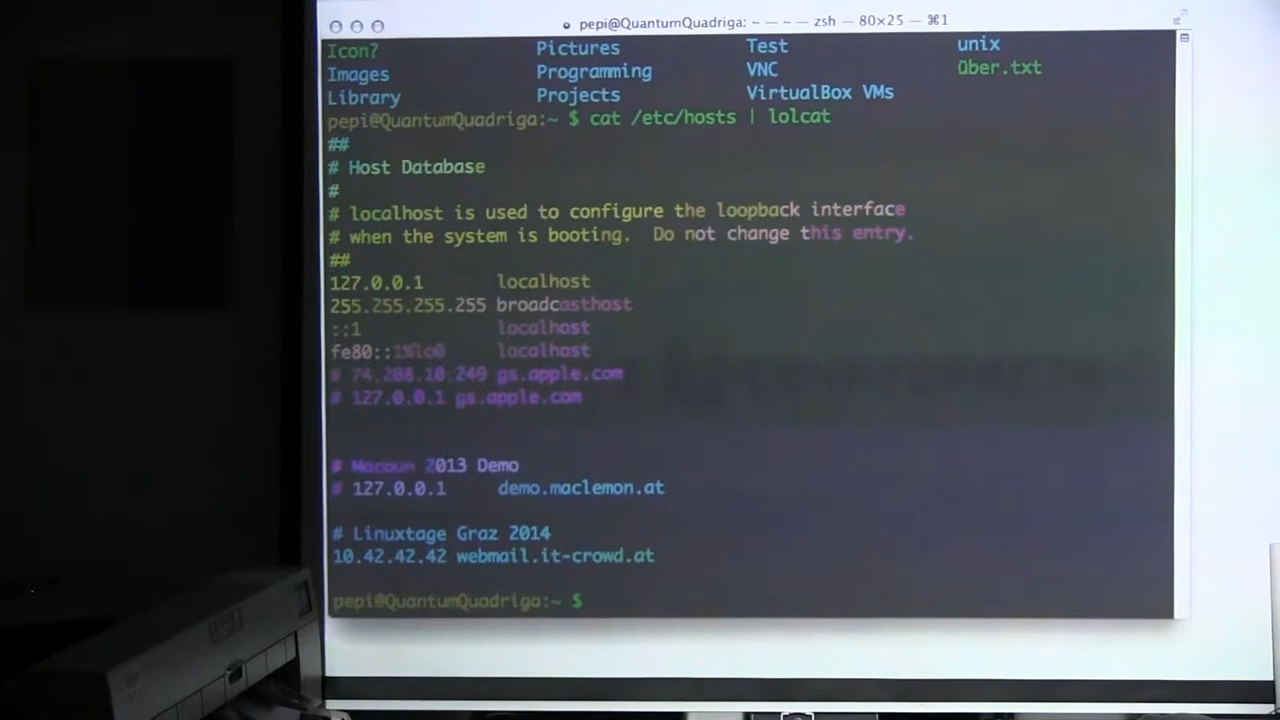 pepi@QuantumQuadriga: ~ — ~ — zsh — 80×25 — ⌘1
Icon? Pictures Test unix
Images Programming VNC über.txt
Library Projects VirtualBox VMs
pepi@QuantumQuadriga:~ $ cat /etc/hosts | lolcat
##
# Host Database
#
# localhost is used to configure the loopback interface
# when the system is booting.  Do not change this entry.
##
127.0.0.1 localhost
255.255.255.255 broadcasthost
::1 localhost
fe80::1%lo0 localhost
# 74.208.10.249 gs.apple.com
# 127.0.0.1 gs.apple.com
# Macoun 2013 Demo
# 127.0.0.1 demo.maclemon.at
# Linuxtage Graz 2014
10.42.42.42 webmail.it-crowd.at
pepi@QuantumQuadriga:~ $